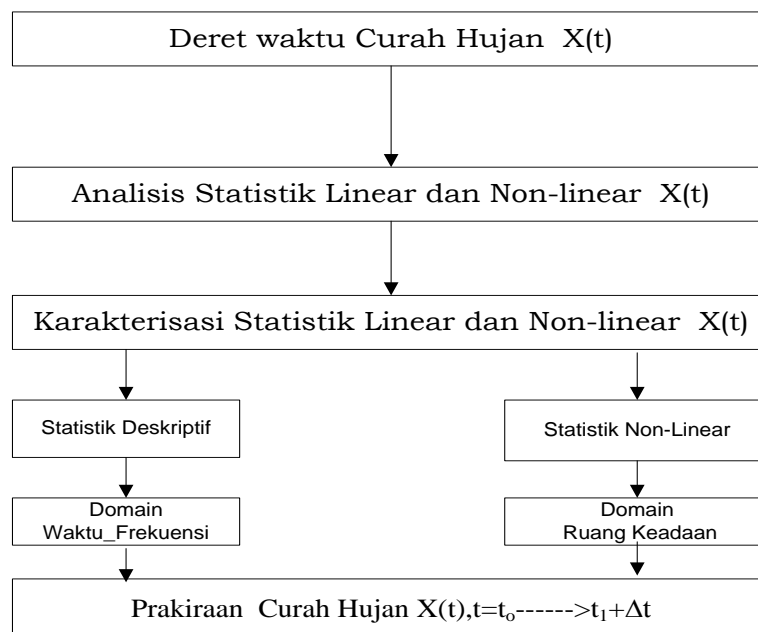 Deret waktu Curah Hujan X(t)
Analisis Statistik Linear dan Non-linear X(t)
Karakterisasi Statistik Linear dan Non-linear X(t)
Statistik Deskriptif
Statistik Non-Linear
Domain
Waktu_Frekuensi
Domain
Ruang Keadaan
Prakiraan Curah Hujan X(t),t=to------>t1+Δt